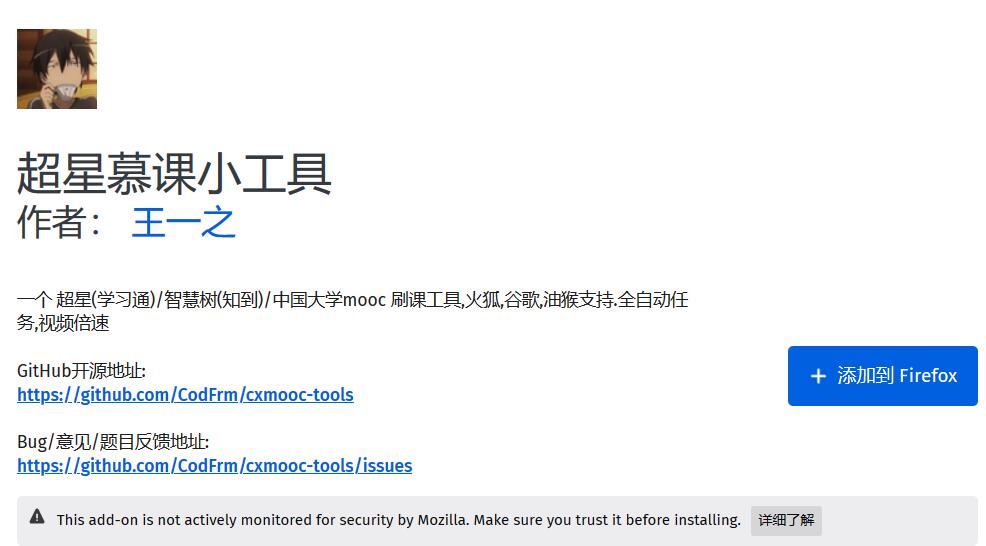 超星慕课小工具
作者： 王一之
一个 超星(学习通)/智慧树(知到)/中国大学mooc 刷课工具,火狐,谷歌,油猴支持.全自动任
务,视频倍速
GitHub开源地址:
https://github.com/CodFrm/cxmooc-tools
+ 添加到 Firefox
Bug/意见/题目反馈地址:
https://github.com/CodFrm/cxmooc-tools/issues
This add-on is not actively monitored for security by Mozilla. Make sure you trust it before installing. 详细了解